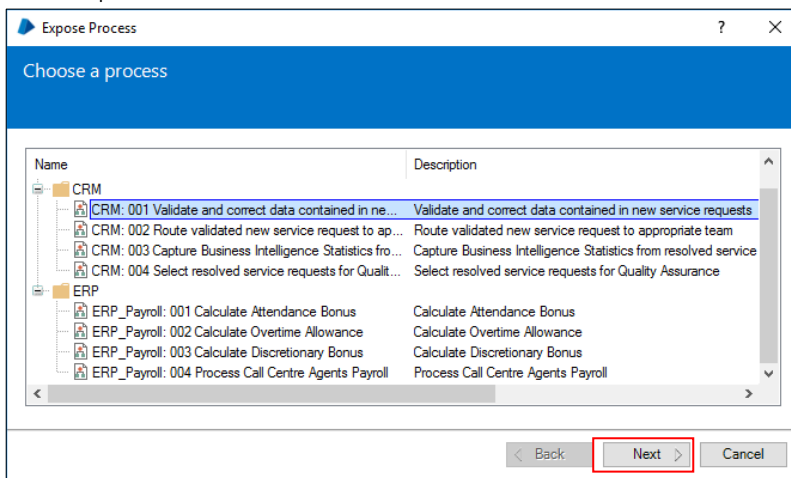 Expose Process
Choose a process
Name Description
CRM
CRM: 001 Validate and correct data contained in ne... Validate and correct data contained in new service requests
CRM: 002 Route validated new service request to ap... Route validated new service request to appropriate team
CRM: 003 Capture Business Intelligence Statistics fro... Capture Business Intelligence Statistics from resolved service
CRM: 004 Select resolved service requests for Qualit... Select resolved service requests for Quality Assurance
ERP
ERP_Payroll: 001 Calculate Attendance Bonus Calculate Attendance Bonus
ERP_Payroll: 002 Calculate Overtime Allowance Calculate Overtime Allowance
ERP_Payroll: 003 Calculate Discretionary Bonus Calculate Discretionary Bonus
ERP_Payroll: 004 Process Call Centre Agents Payroll Process Call Centre Agents Payroll
Back Next Cancel